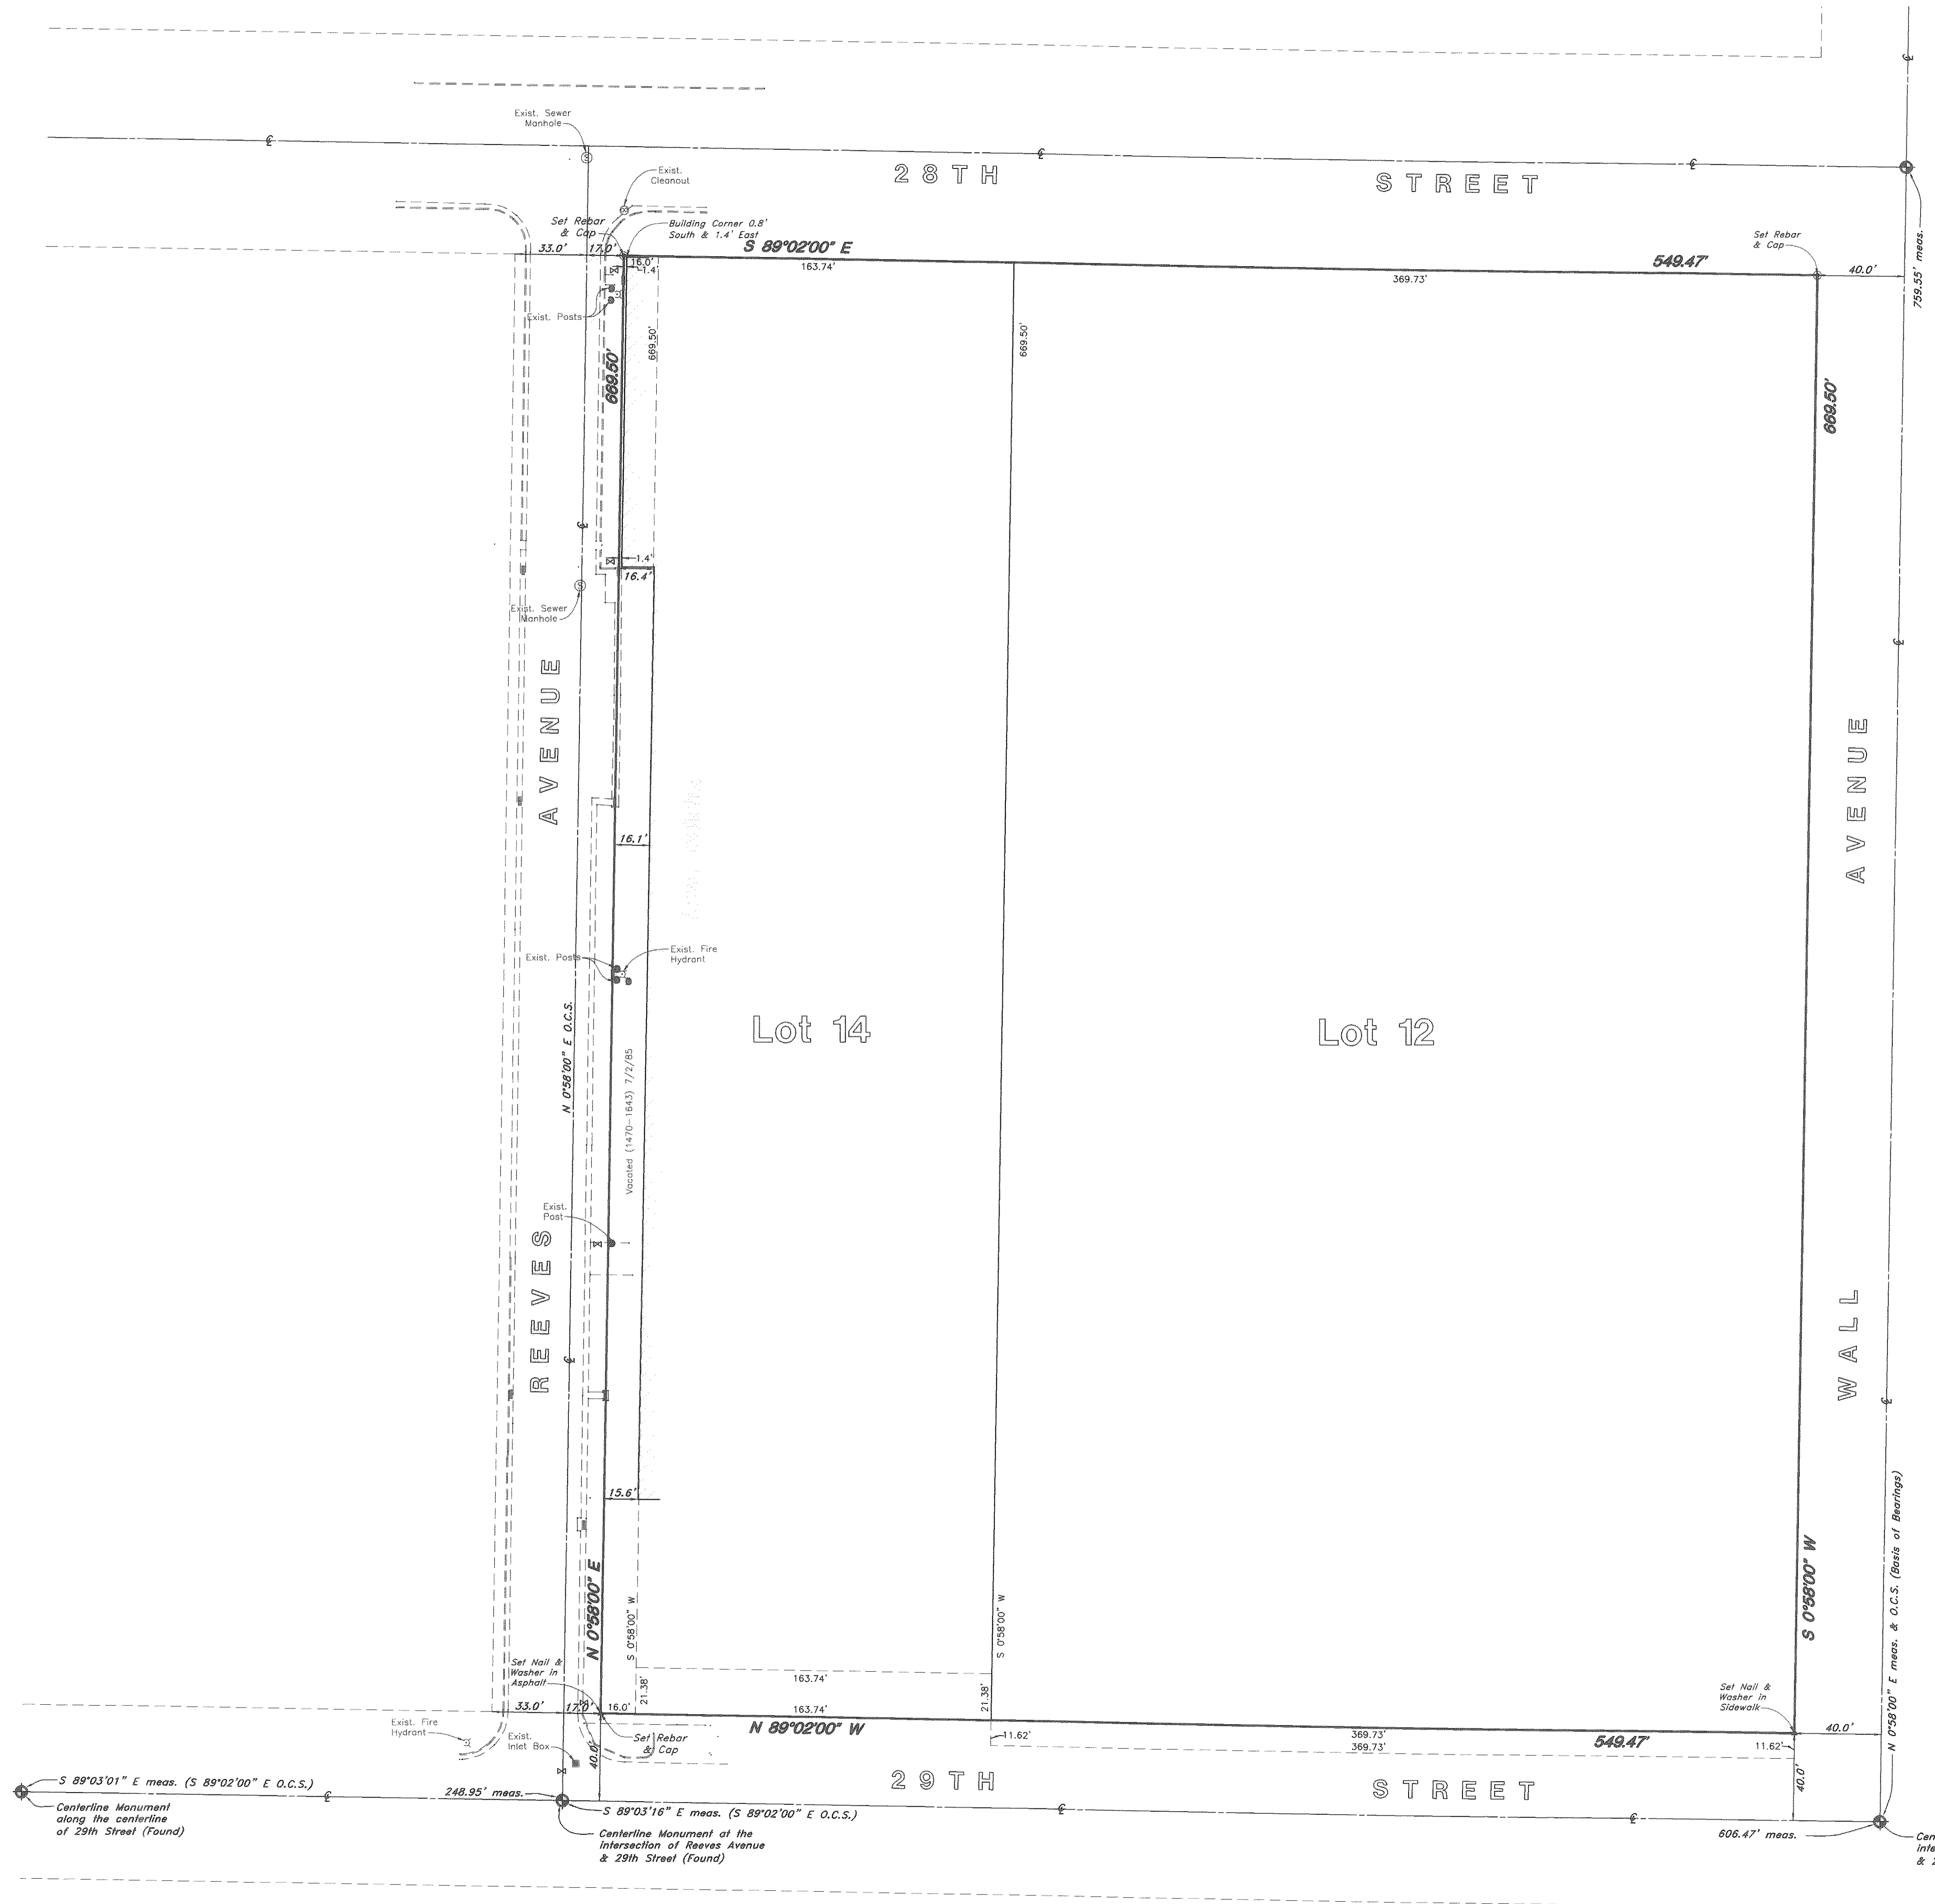 Exist. Sewer
Manhole
28TH STREET
Exist.
Cleanout
Set Rebar
& Cap
Building Corner 0.8'
South & 1.4' East
33.0'
17.0'
S 89°02'00" E
16.0'
1.4'
163.74'
549.47'
369.73'
Set Rebar
& Cap
40.0'
759.55' meas.
Exist. Posts
669.50'
669.50'
669.50'
669.50'
1.4'
16.4'
Exist. Sewer
Manhole
REEVES AVENUE
WALL AVENUE
16.1'
Exist. Posts
Exist. Fire
Hydrant
N 0°58'00" E O.C.S.
Lot 14
Lot 12
Vacated (1470-1643) 7/2/85
Exist.
Post
15.6'
N 0°58'00" E
S 0°58'00" W
S 0°58'00" W
S 0°58'00" W
N 0°58'00" E meas. & O.C.S. (Basis of Bearings)
Set Nail &
Washer in
Asphalt
163.74'
21.38'
21.38'
Set Nail &
Washer in
Sidewalk
33.0'
17.0'
16.0'
163.74'
N 89°02'00" W
369.73'
549.47'
40.0'
Exist. Fire
Hydrant
Exist.
Inlet Box
40.0'
Set Rebar
& Cap
11.62'
369.73'
11.62'
40.0'
29TH STREET
S 89°03'01" E meas. (S 89°02'00" E O.C.S.)
248.95' meas.
S 89°03'16" E meas. (S 89°02'00" E O.C.S.)
Centerline Monument
along the centerline
of 29th Street (Found)
Centerline Monument at the
intersection of Reeves Avenue
& 29th Street (Found)
606.47' meas.
Cen
inte
&